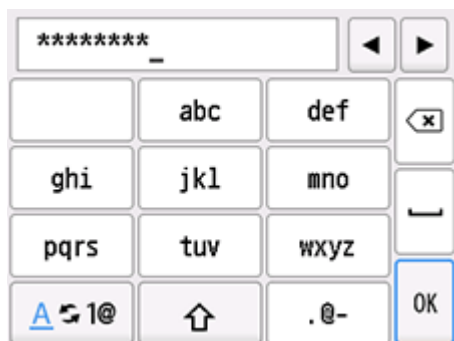 ********_
abc def
ghi jkl mno
pqrs tuv wxyz
A 1@ .@- OK